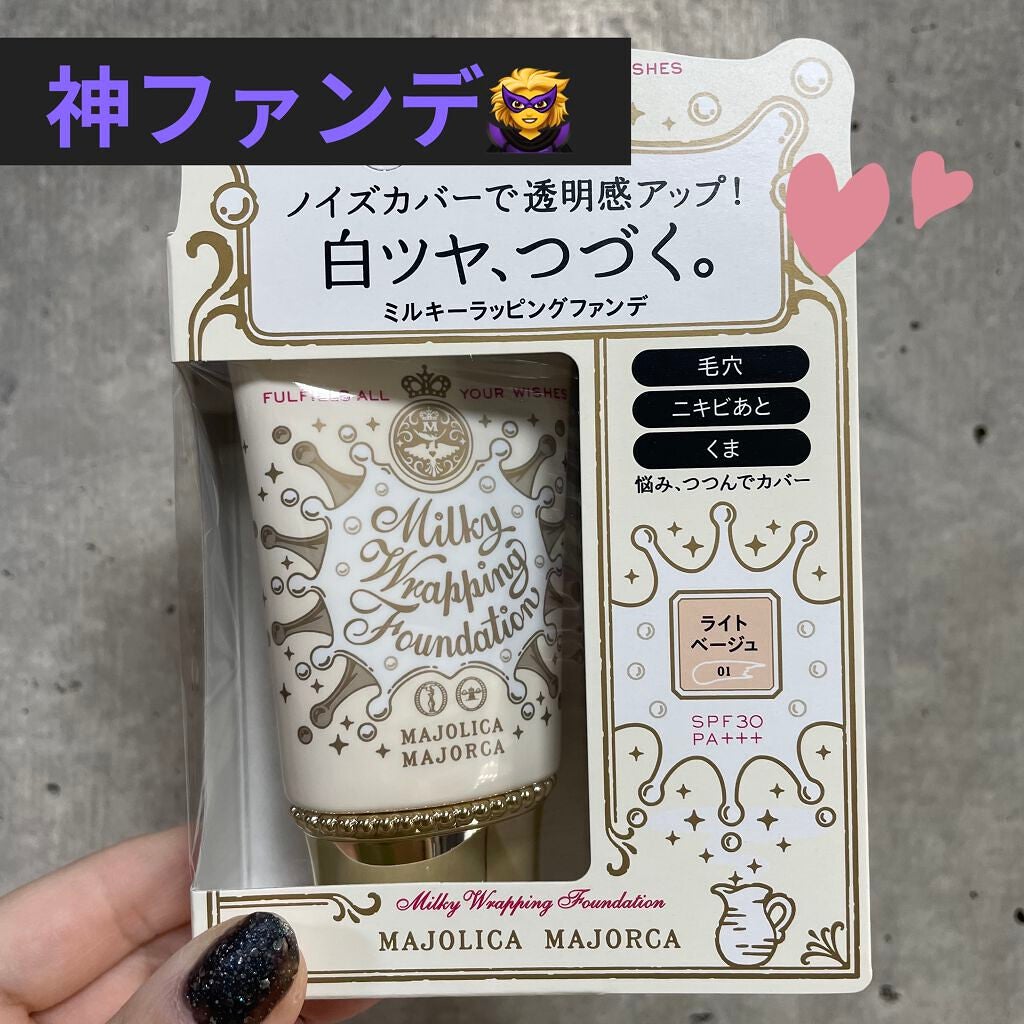 神ファンデ
SHES
ノイズカバーで透明感アップ!
白ツヤ、つづく。
ミルキーラッピングファンデ
FULFILLS ALL YOUR WISHES
M
Milky
Wrapping
Foundation
MAJOLICA
MAJORCA
毛穴
ニキビあと
くま
悩み、つつんでカバー
ライト
ベージュ
01
SPF30
PA+++
Milky Wrapping Foundation
MAJOLICA MAJORCA